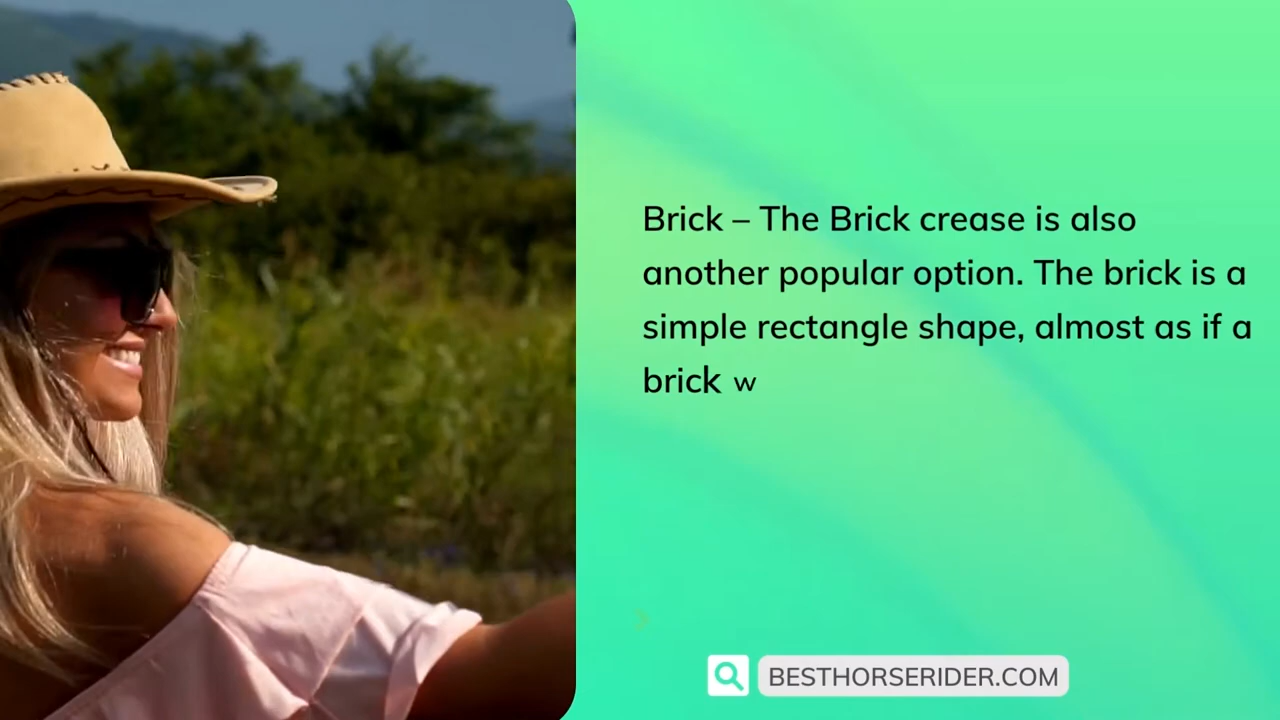 Brick – The Brick crease is also
another popular option. The brick is a
simple rectangle shape, almost as if a
brick w
BESTHORSERIDER.COM